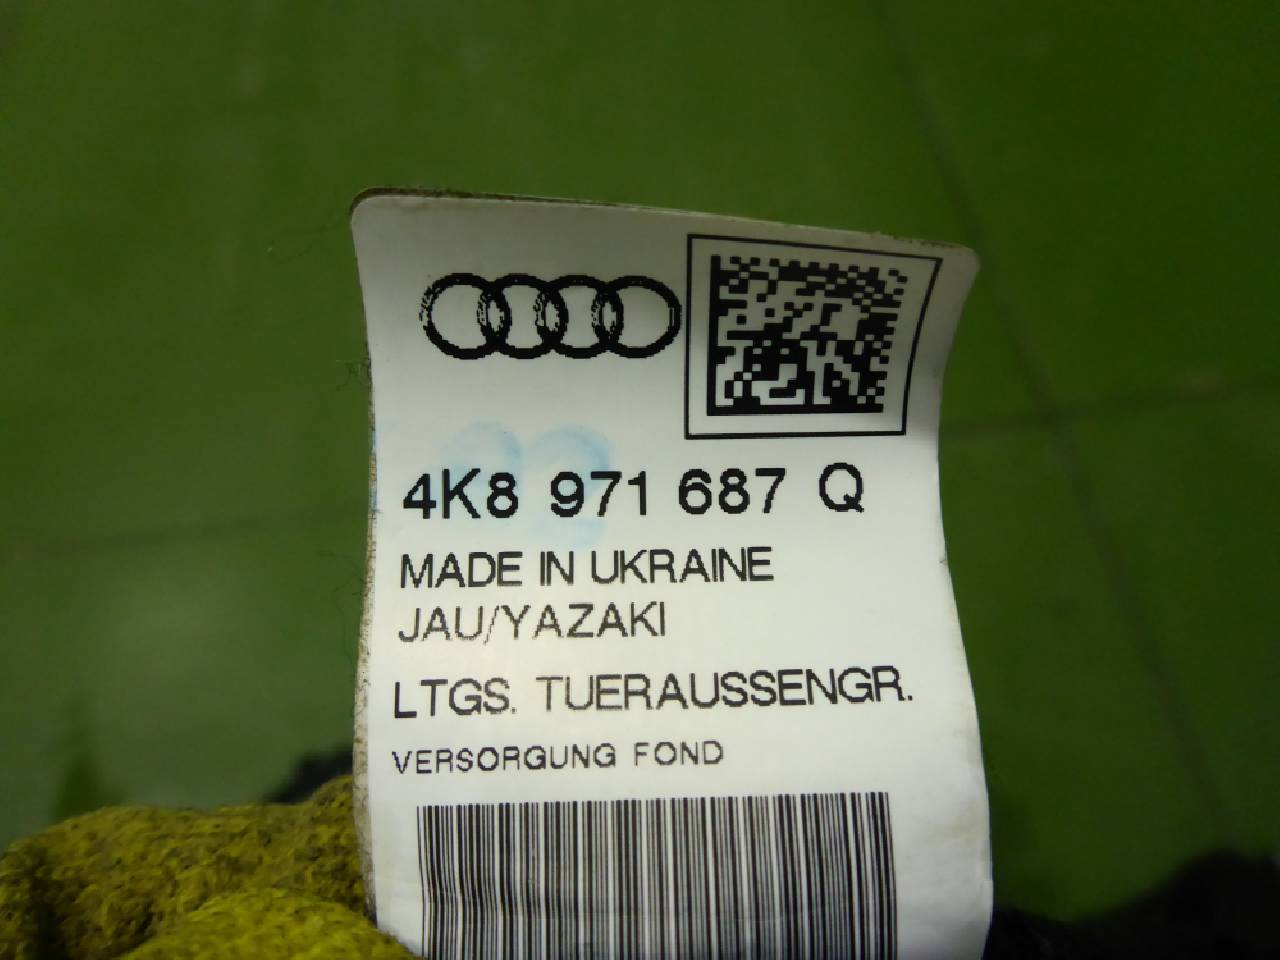 4K8 971 687 Q
MADE IN UKRAINE
JAU/YAZAKI
LTGS. TUERAUSSENGR.
VERSORGUNG FOND